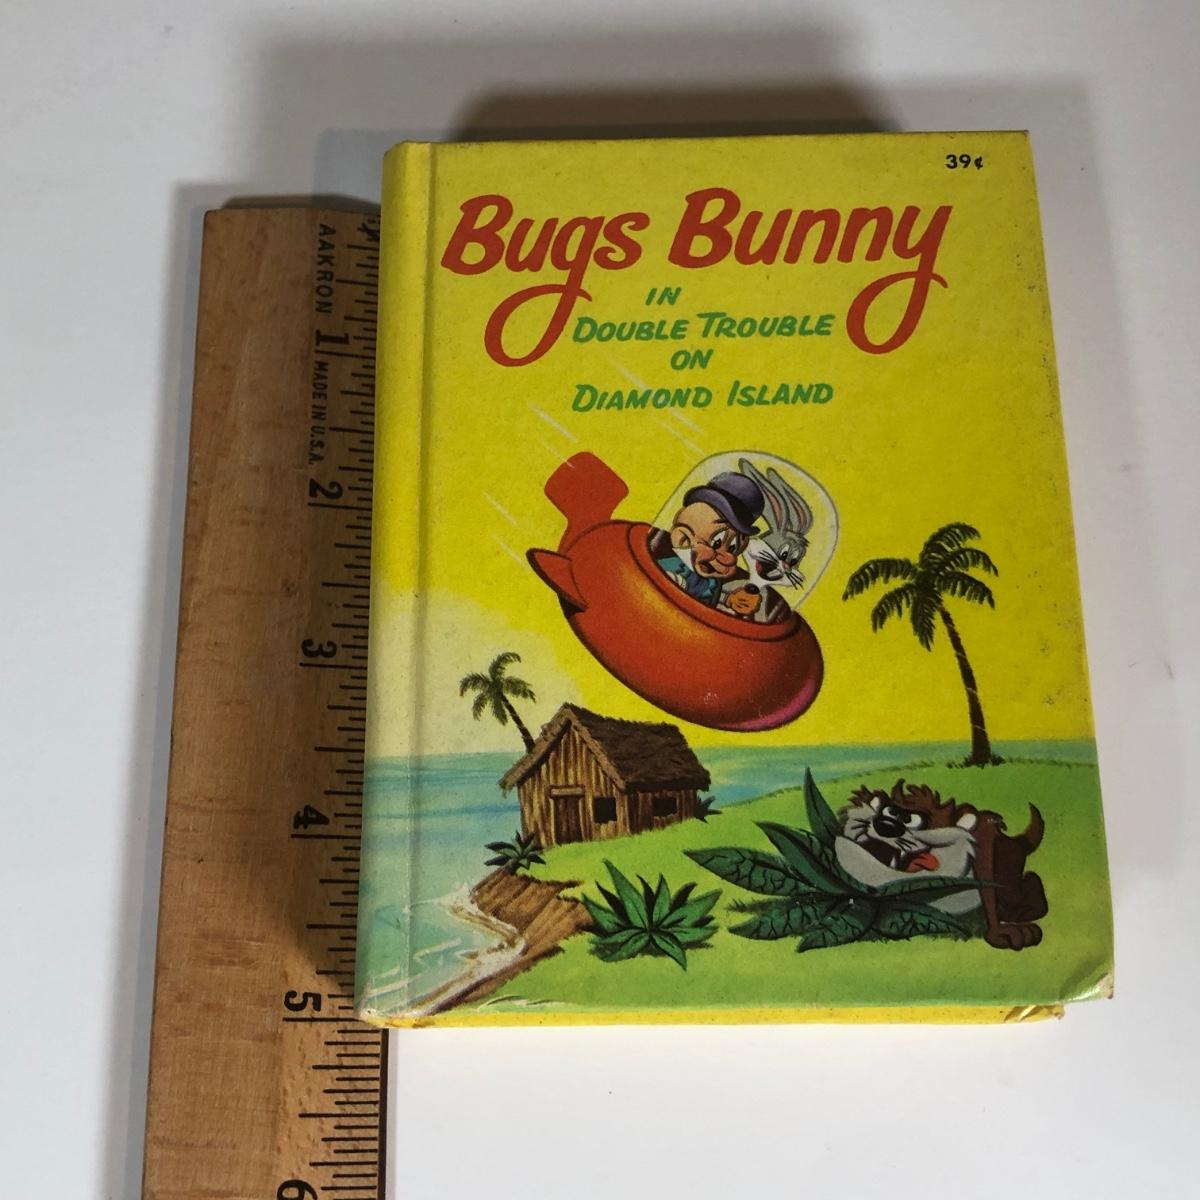 39¢
Bugs Bunny
IN
DOUBLE TROUBLE
ON
DIAMOND ISLAND
AAKRON
MADE IN U.S.A.
1
2
3
4
5
6